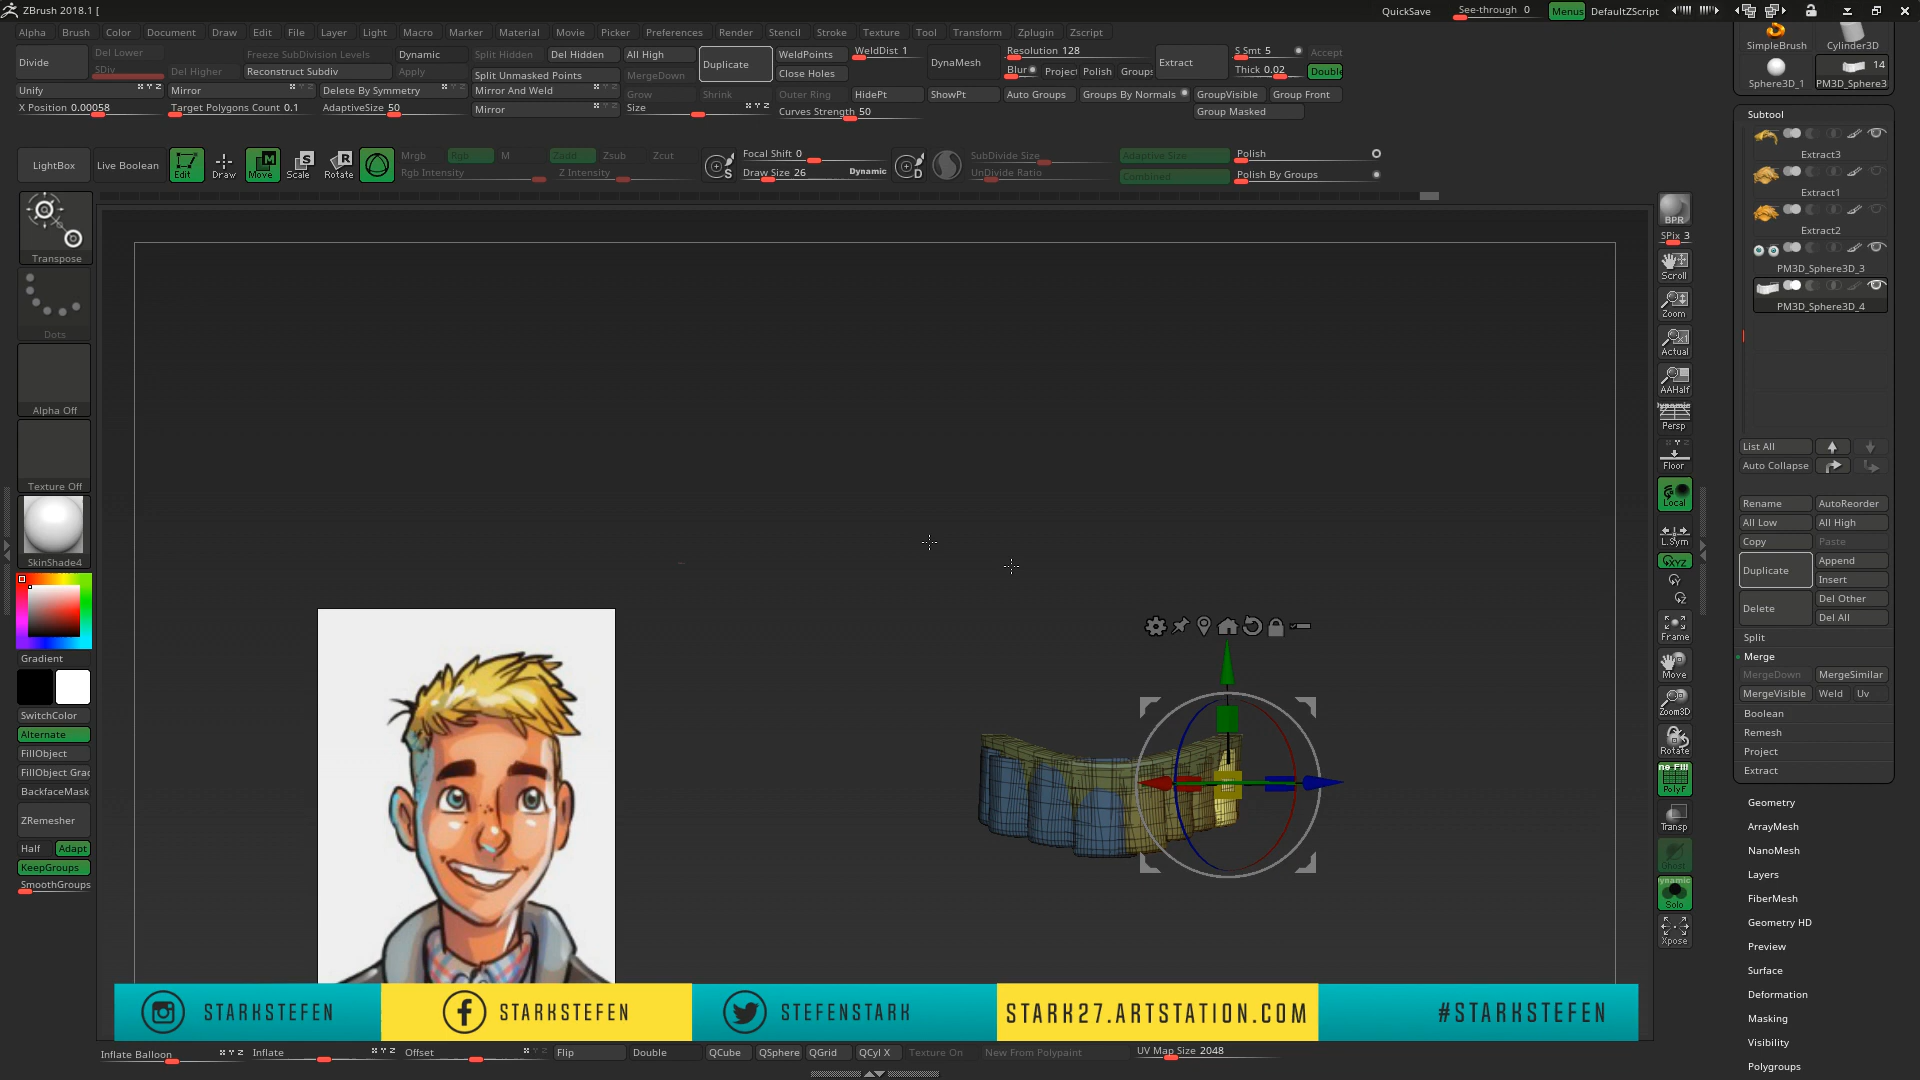 ZBrush 2018.1 [
QuickSave See-through 0 Menus DefaultZScript
Alpha Brush Color Document Draw Edit File Layer Light Macro Marker Material Movie Picker Preferences Render Stencil Stroke Texture Tool Transform Zplugin Zscript
Divide Del Lower Freeze SubDivision Levels Dynamic Split Hidden Del Hidden All High Duplicate WeldPoints WeldDist 1 DynaMesh Resolution 128 Extract S Smt 5 Accept
SDiv Del Higher Reconstruct Subdiv Apply Split Unmasked Points MergeDown Close Holes Blur Project Polish Groups Thick 0.02 Double
Unify Mirror Delete By Symmetry Mirror And Weld Grow Shrink Outer Ring HidePt ShowPt Auto Groups Groups By Normals GroupVisible Group Front
X Position 0.00058 Target Polygons Count 0.1 AdaptiveSize 50 Mirror Size Curves Strength 50 Group Masked
LightBox Live Boolean Edit Draw Move Scale Rotate Mrgb Rgb M Zadd Zsub Zcut Focal Shift 0 SubDivide Size Adaptive Size Polish
Rgb Intensity Z Intensity S Draw Size 26 Dynamic D UnDivide Ratio Combined Polish By Groups
Transpose
Dots
Alpha Off
Texture Off
SkinShade4
Gradient
SwitchColor
Alternate
FillObject
FillObject Grad
BackfaceMask
ZRemesher
Half Adapt
KeepGroups
SmoothGroups
BPR
SPix 3
Scroll
Zoom
Actual
AAHalf
Dynamic
Persp
Floor
Local
L.Sym
XYZ
Frame
Move
Zoom3D
Rotate
PolyF
Transp
Ghost
Dynamic
Solo
Xpose
SimpleBrush Cylinder3D
14
Sphere3D_1 PM3D_Sphere3
Subtool
Extract3
Extract1
Extract2
PM3D_Sphere3D_3
PM3D_Sphere3D_4
List All
Auto Collapse
Rename AutoReorder
All Low All High
Copy Paste
Duplicate Append
Insert
Delete Del Other
Del All
Split
Merge
MergeDown MergeSimilar
MergeVisible Weld Uv
Boolean
Remesh
Project
Extract
Geometry
ArrayMesh
NanoMesh
Layers
FiberMesh
Geometry HD
Preview
Surface
Deformation
Masking
Visibility
Polygroups
STARKSTEFEN STARKSTEFEN STEFENSTARK STARK27.ARTSTATION.COM #STARKSTEFEN
Inflate Balloon Inflate Offset Flip Double QCube QSphere QGrid QCyl X Texture On New From Polypaint UV Map Size 2048